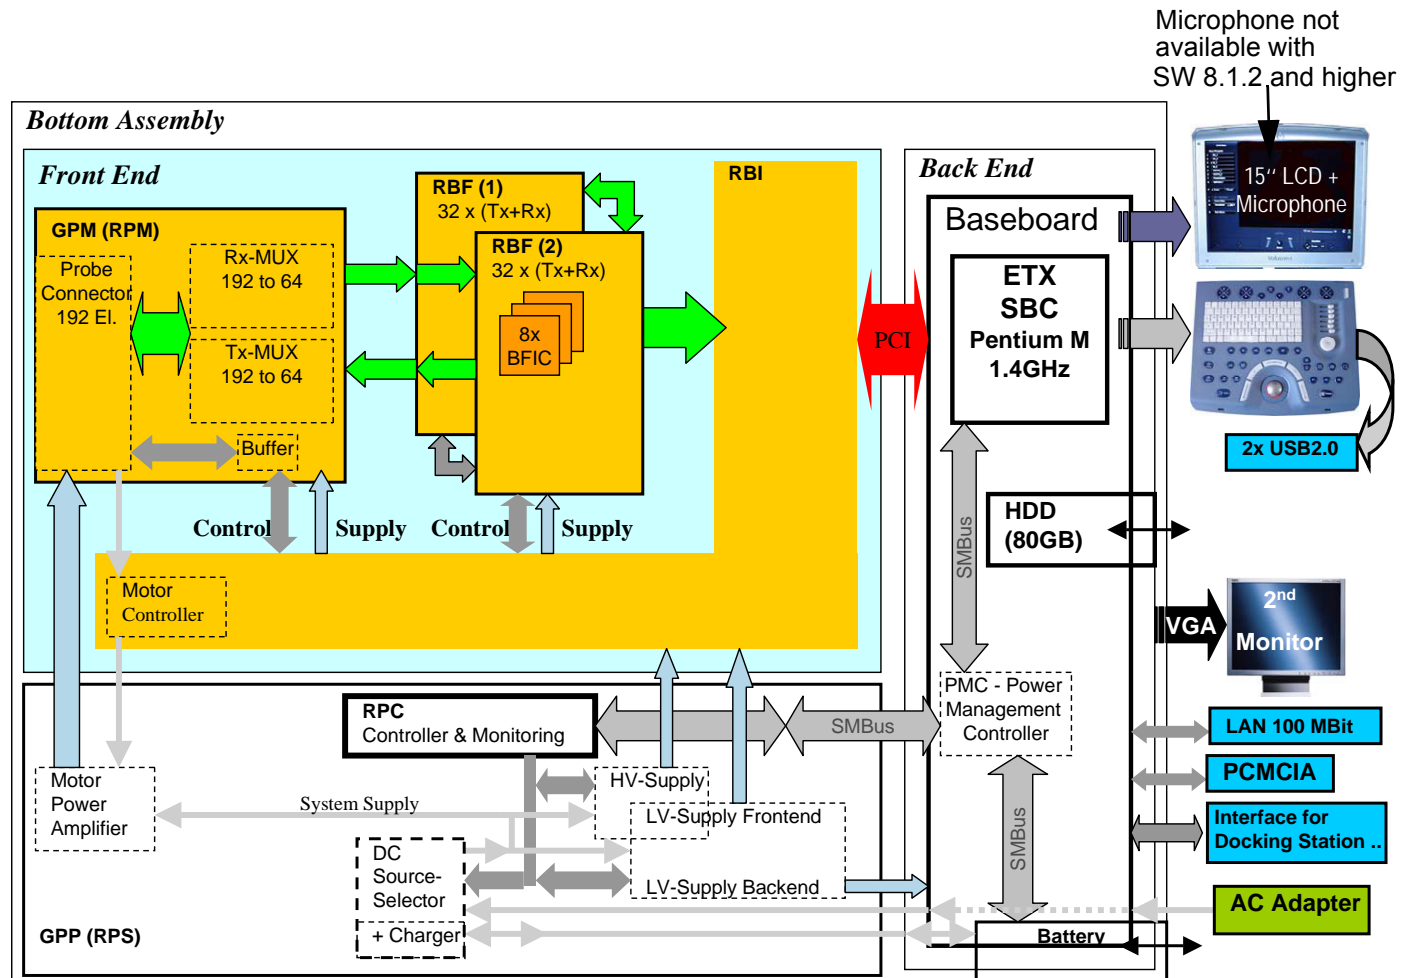 Microphone not
available with
SW 8.1.2 and higher
Bottom Assembly
Front End
Back End
RBF (1)
32 x (Tx+Rx)
RBI
GPM (RPM)
Rx-MUX
192 to 64
Probe
Connector
192 El.
Tx-MUX
192 to 64
Buffer
RBF (2)
32 x (Tx+Rx)
8x
BFIC
PCI
Baseboard
ETX
SBC
Pentium M
1.4GHz
15“ LCD +
Microphone
2x USB2.0
Control
Supply
Control
Supply
SMBus
HDD
(80GB)
Motor
Controller
VGA
2nd
Monitor
RPC
Controller & Monitoring
SMBus
PMC - Power
Management
Controller
LAN 100 MBit
PCMCIA
Interface for
Docking Station ..
Motor
Power
Amplifier
System Supply
HV-Supply
LV-Supply Frontend
LV-Supply Backend
DC
Source-
Selector
+ Charger
SMBus
AC Adapter
Battery
GPP (RPS)